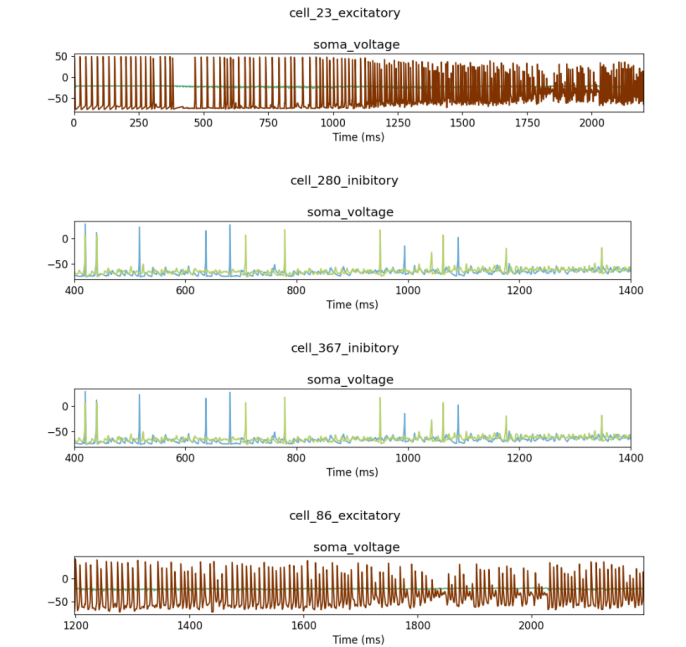 cell_23_excitatory
soma_voltage
50
0
−50
0 250 500 750 1000 1250 1500 1750 2000
Time (ms)
cell_280_inibitory
soma_voltage
0
−50
400 600 800 1000 1200 1400
Time (ms)
cell_367_inibitory
soma_voltage
0
−50
400 600 800 1000 1200 1400
Time (ms)
cell_86_excitatory
soma_voltage
0
−50
1200 1400 1600 1800 2000
Time (ms)